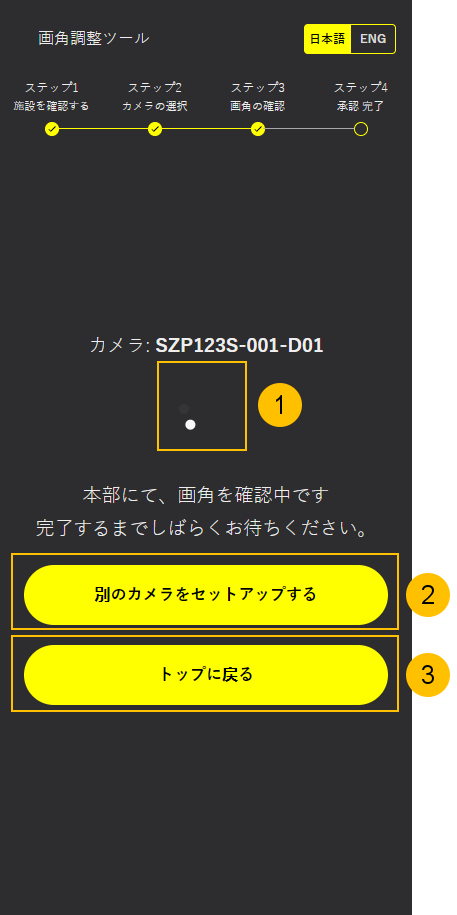 画角調整ツール
日本語 ENG
ステップ1 ステップ2 ステップ3 ステップ4
施設を確認する カメラの選択 画角の確認 承認 完了
カメラ: SZP123S-001-D01
1
本部にて、画角を確認中です
完了するまでしばらくお待ちください。
別のカメラをセットアップする
2
トップに戻る
3